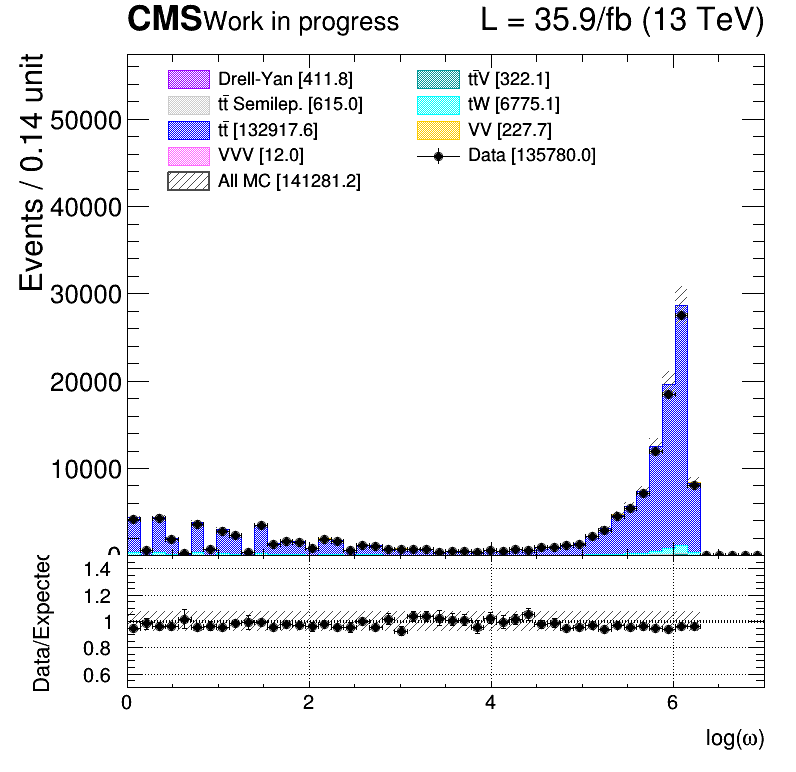 CMS Work in progress L = 35.9/fb (13 TeV)
Drell-Yan [411.8] tt̄V [322.1]
tt̄ Semilep. [615.0] tW [6775.1]
tt̄ [132917.6] VV [227.7]
VVV [12.0] Data [135780.0]
All MC [141281.2]
Events / 0.14 unit
50000
40000
30000
20000
10000
0
Data/Expected
1.4
1.2
1
0.8
0.6
0 2 4 6
log(ω)